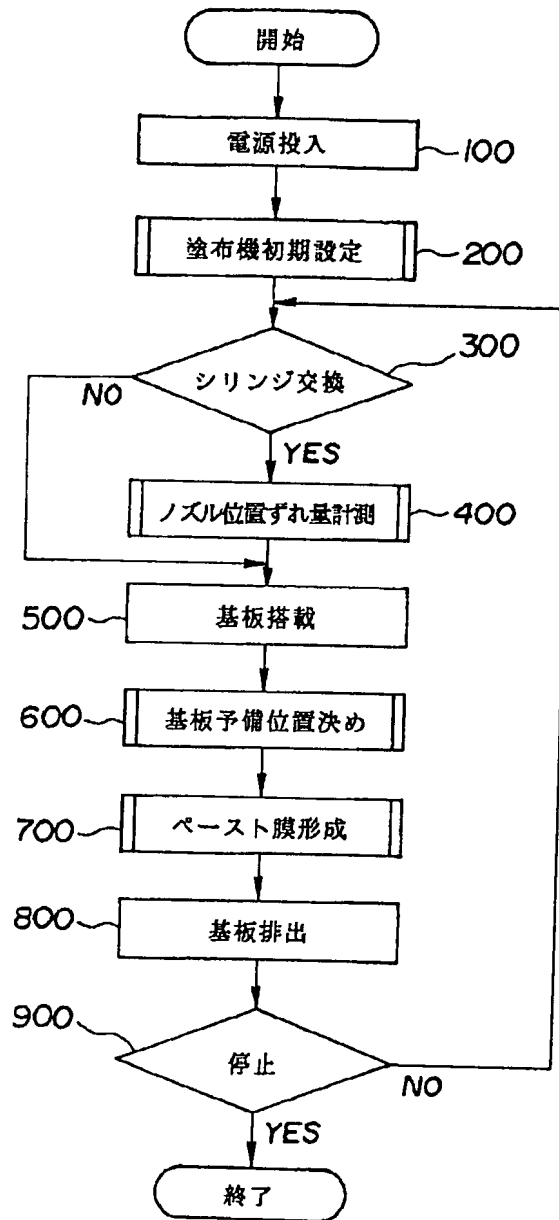 開始
電源投入
100
塗布機初期設定
200
シリンジ交換
300
NO
YES
ノズル位置ずれ量計測
400
500
基板搭載
600
基板予備位置決め
700
ペースト膜形成
800
基板排出
900
停止
NO
YES
終了